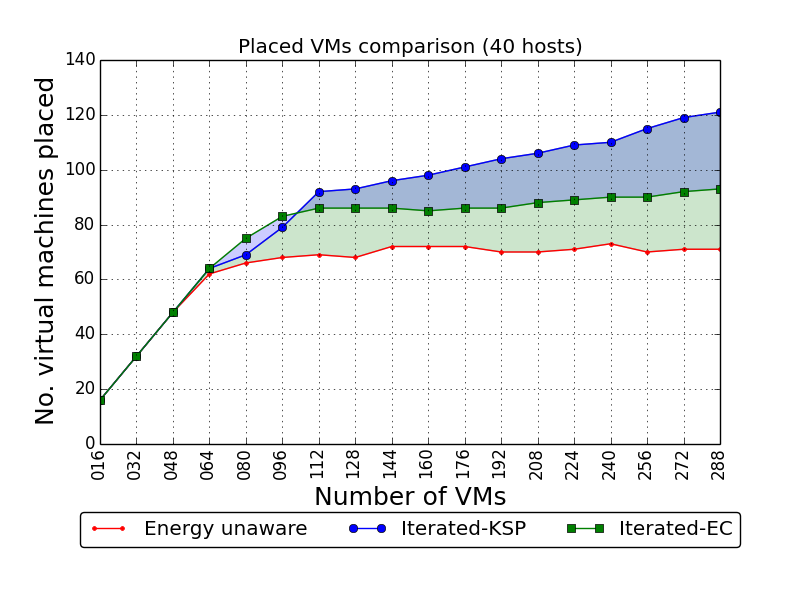 Placed VMs comparison (40 hosts)
No. virtual machines placed
140
120
100
80
60
40
20
0
016 032 048 064 080 096 112 128 144 160 176 192 208 224 240 256 272 288
Number of VMs
Energy unaware Iterated-KSP Iterated-EC